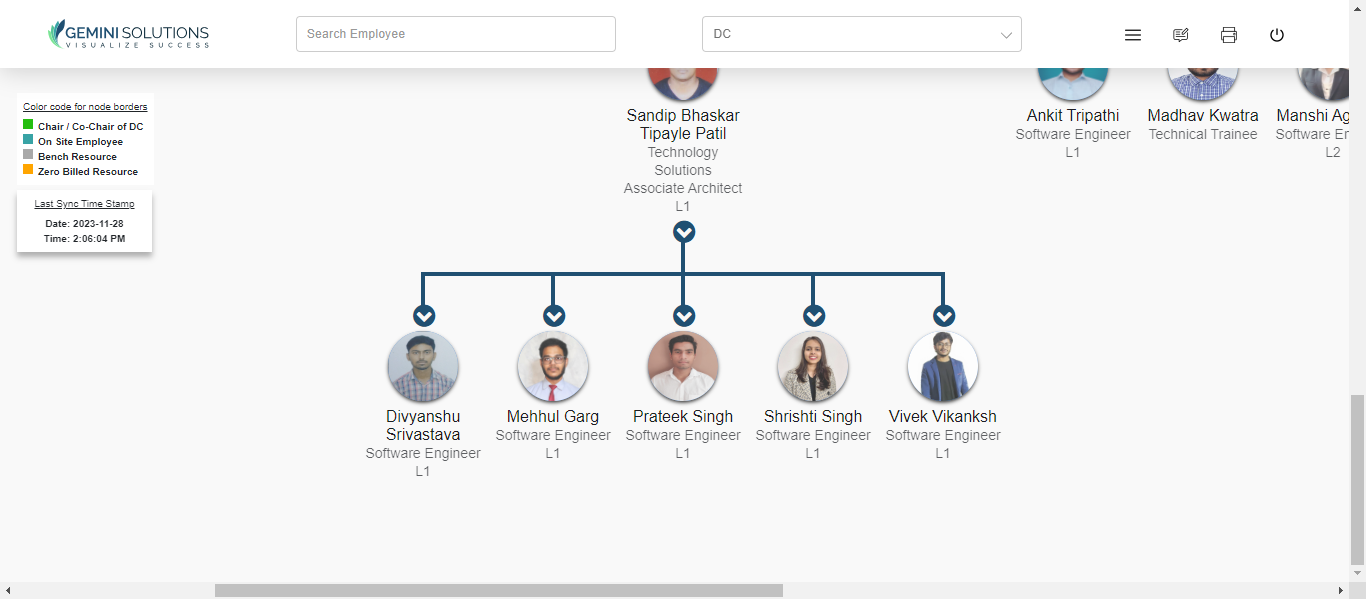 GEMINI SOLUTIONS
VISUALIZE SUCCESS
Search Employee
DC
Color code for node borders
Chair / Co-Chair of DC
On Site Employee
Bench Resource
Zero Billed Resource
Last Sync Time Stamp
Date: 2023-11-28
Time: 2:06:04 PM
Sandip Bhaskar
Tipayle Patil
Technology
Solutions
Associate Architect
L1
Ankit Tripathi
Software Engineer
L1
Madhav Kwatra
Technical Trainee
Manshi Ag
Software En
L2
Divyanshu
Srivastava
Software Engineer
L1
Mehhul Garg
Software Engineer
L1
Prateek Singh
Software Engineer
L1
Shrishti Singh
Software Engineer
L1
Vivek Vikanksh
Software Engineer
L1